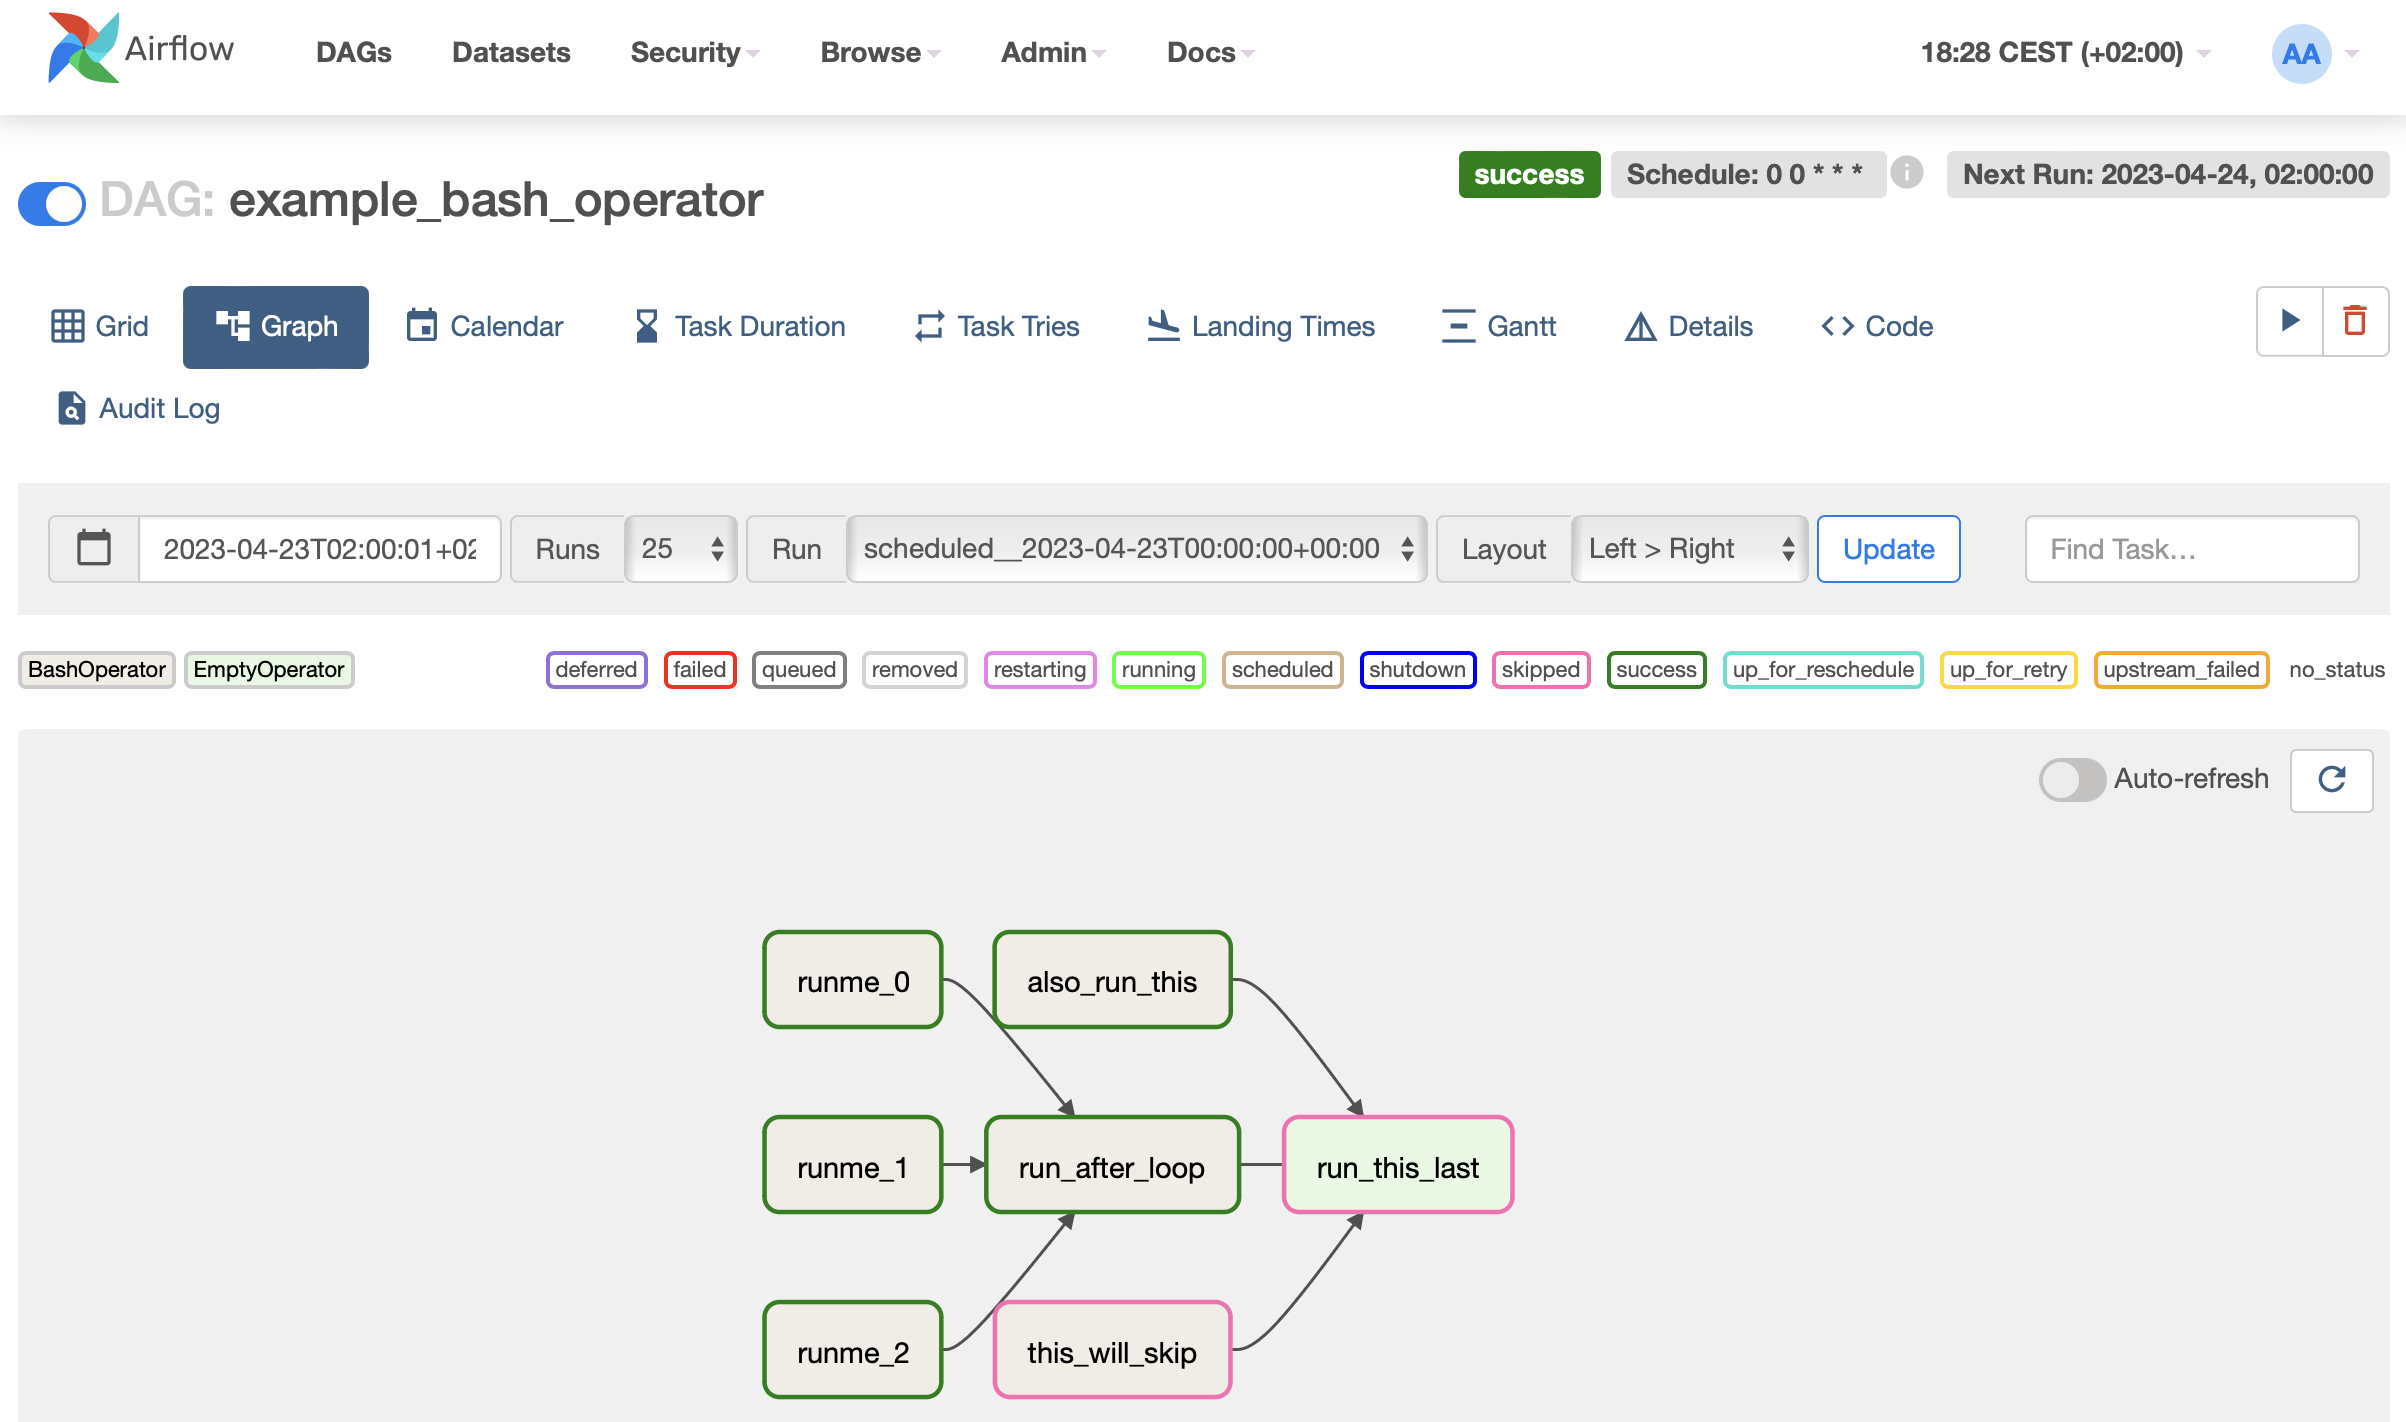 Airflow
DAGs
Datasets
Security
Browse
Admin
Docs
18:28 CEST (+02:00)
AA
DAG: example_bash_operator
success
Schedule: 0 0 * * *
Next Run: 2023-04-24, 02:00:00
Grid
Graph
Calendar
Task Duration
Task Tries
Landing Times
Gantt
Details
Code
Audit Log
2023-04-23T02:00:01+02
Runs
25
Run
scheduled__2023-04-23T00:00:00+00:00
Layout
Left > Right
Update
Find Task…
BashOperator
EmptyOperator
deferred
failed
queued
removed
restarting
running
scheduled
shutdown
skipped
success
up_for_reschedule
up_for_retry
upstream_failed
no_status
Auto-refresh
runme_0
also_run_this
runme_1
run_after_loop
run_this_last
runme_2
this_will_skip